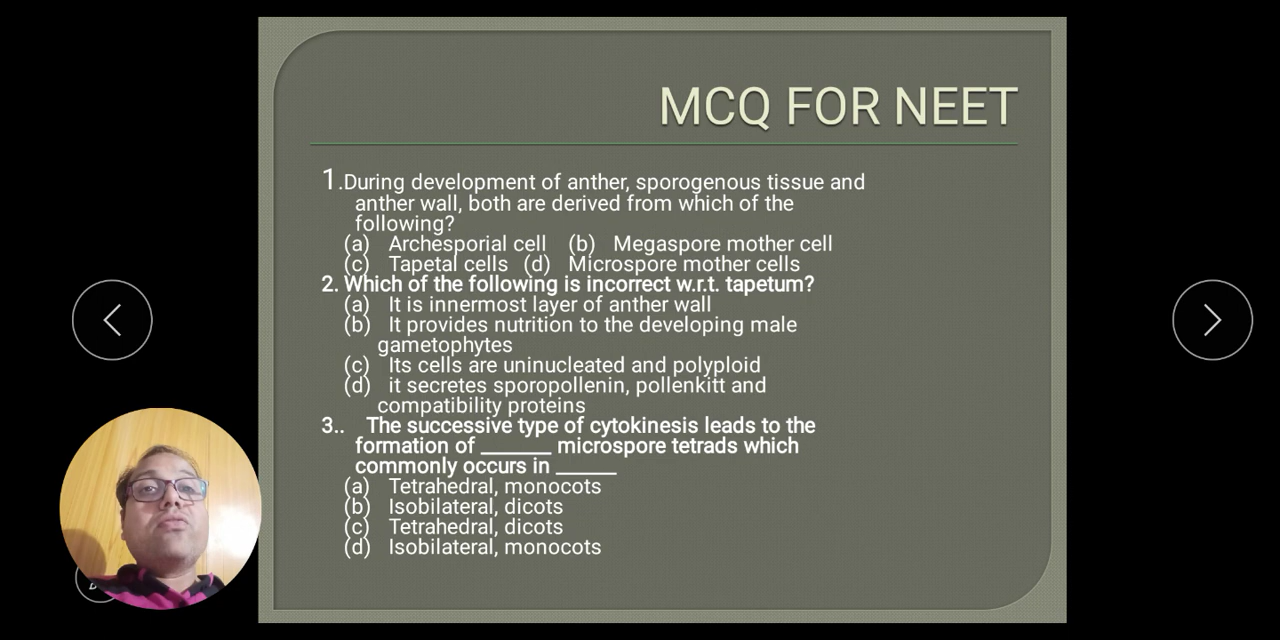 MCQ FOR NEET
1.During development of anther, sporogenous tissue and
anther wall, both are derived from which of the
following?
(a) Archesporial cell (b) Megaspore mother cell
(c) Tapetal cells (d) Microspore mother cells
2. Which of the following is incorrect w.r.t. tapetum?
(a) It is innermost layer of anther wall
(b) It provides nutrition to the developing male
gametophytes
(c) Its cells are uninucleated and polyploid
(d) it secretes sporopollenin, pollenkitt and
compatibility proteins
3.. The successive type of cytokinesis leads to the
formation of ______ microspore tetrads which
commonly occurs in _____
(a) Tetrahedral, monocots
(b) Isobilateral, dicots
(c) Tetrahedral, dicots
(d) Isobilateral, monocots